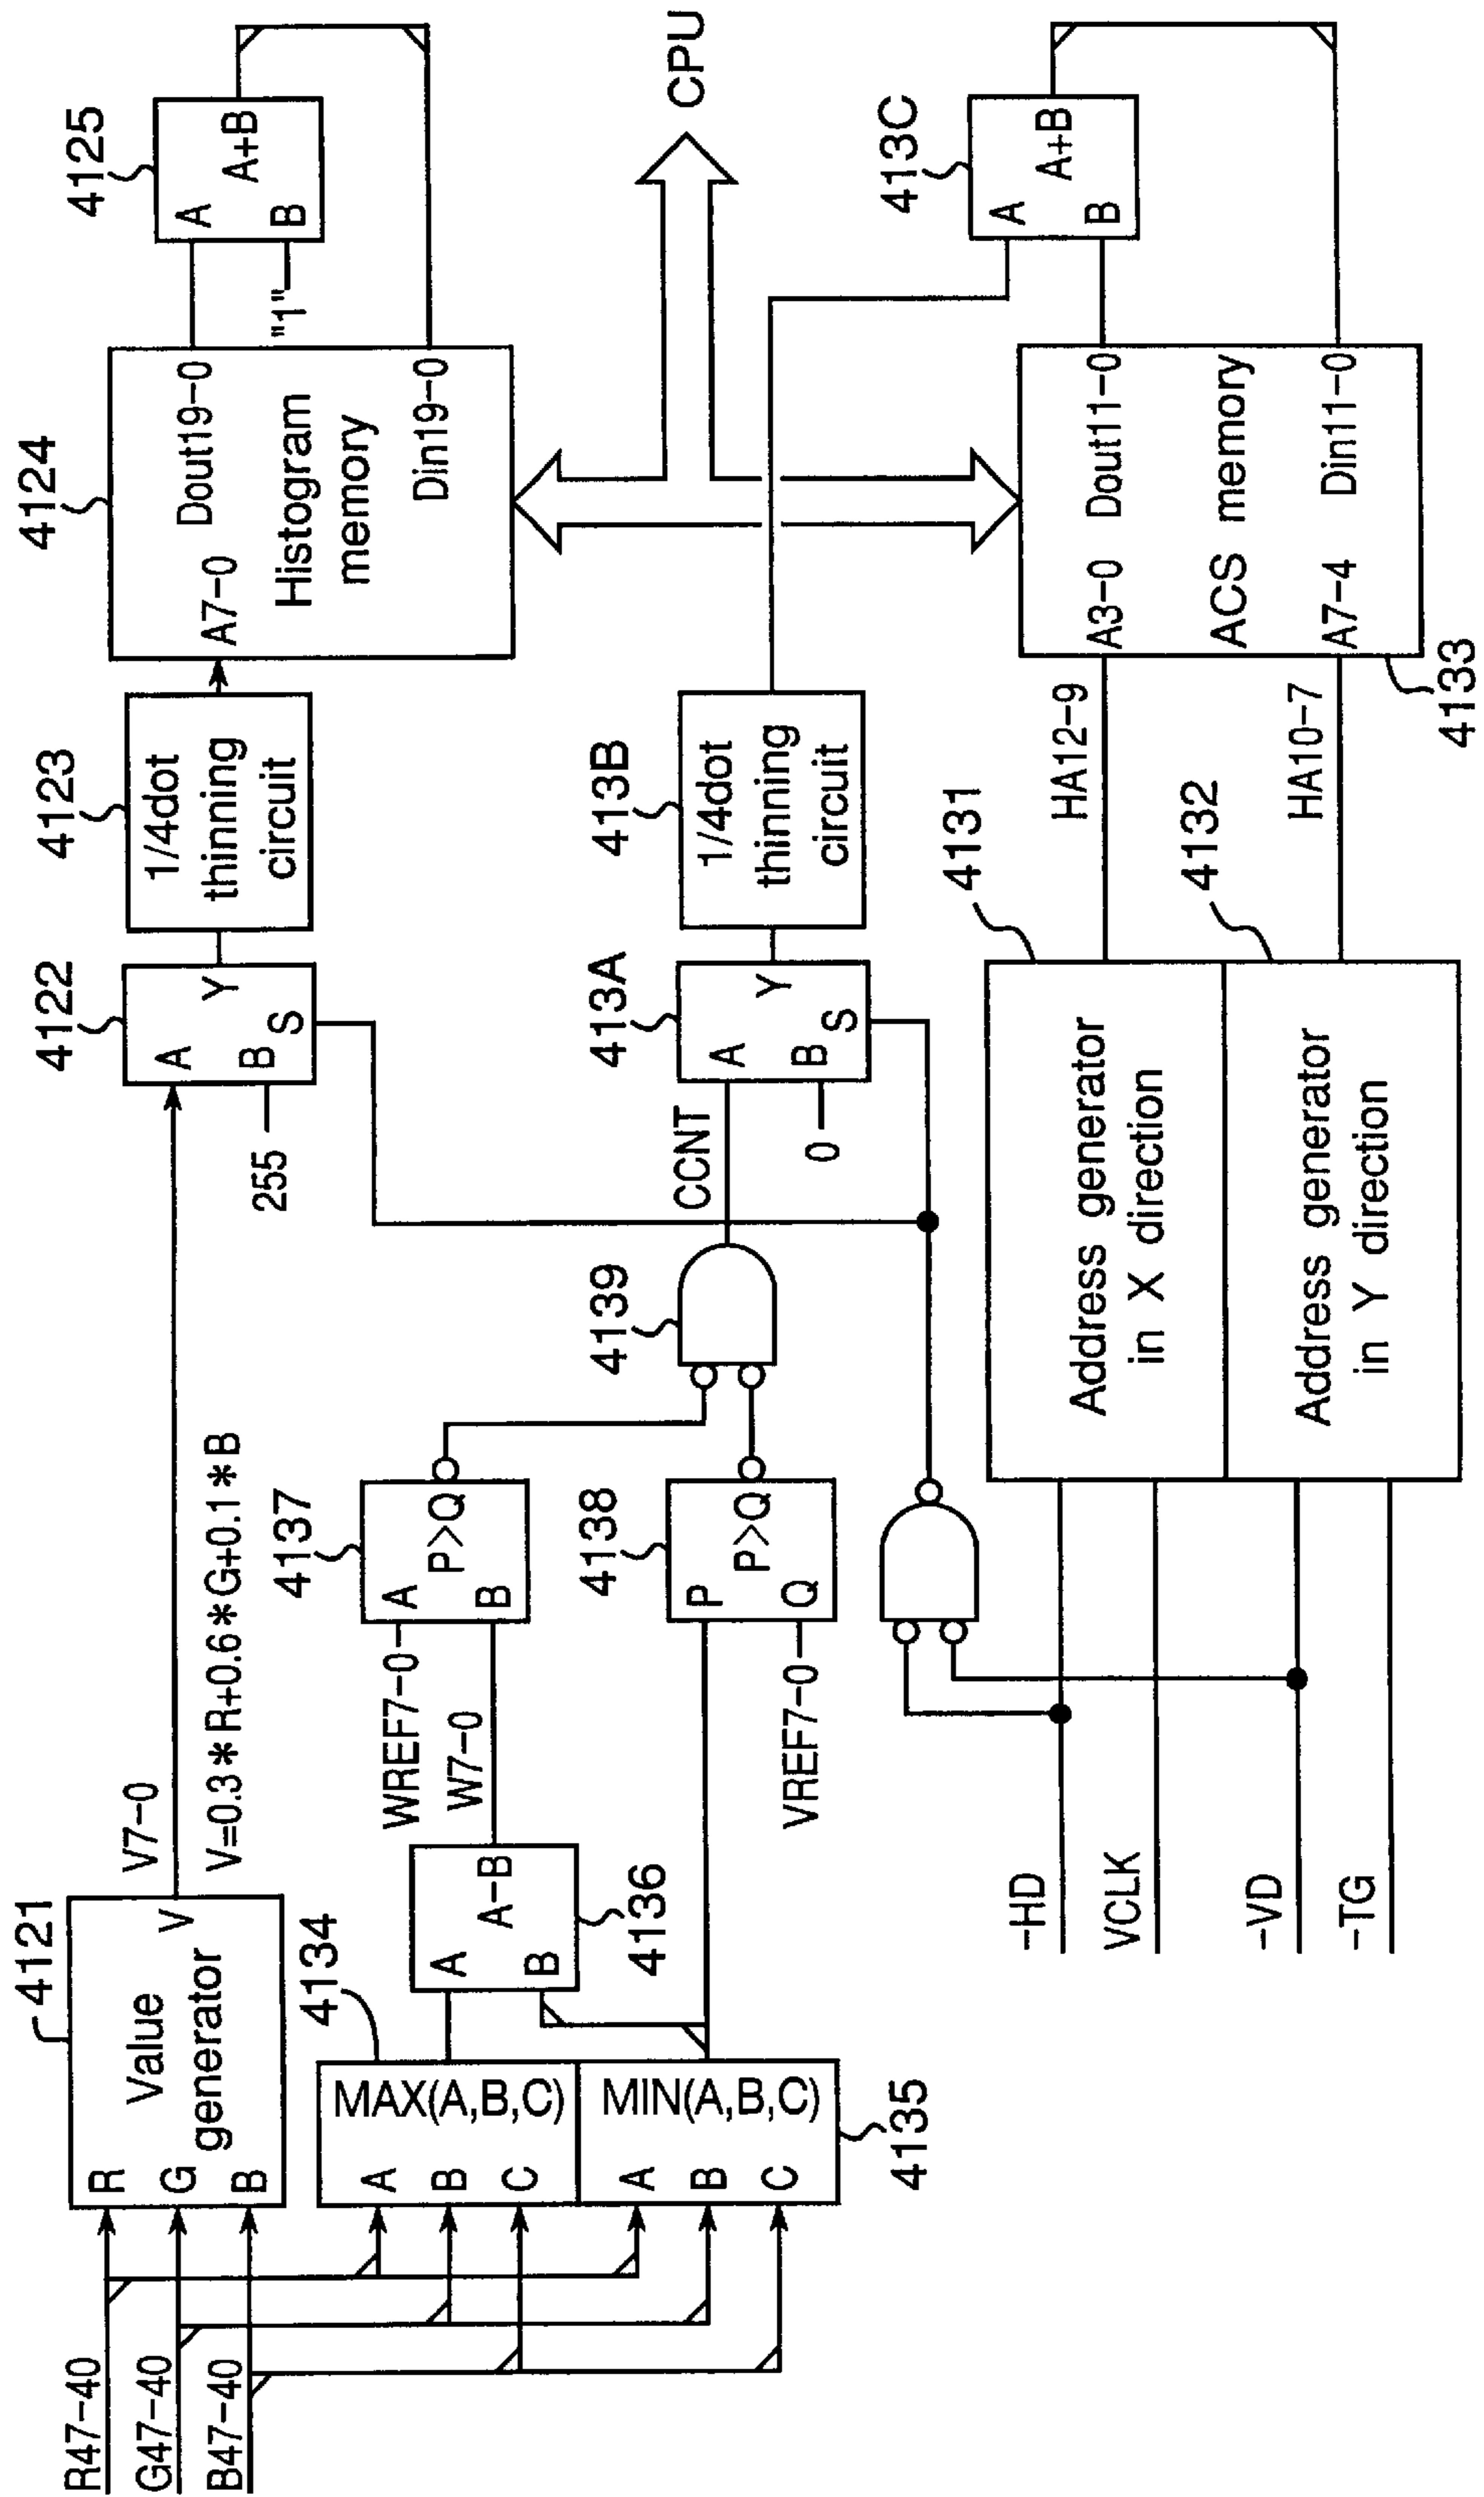 R47-40
G47-40
B47-40
4121
R
G
B
Value
generator
V
V7-0
V=0.3*R+0.6*G+0.1*B
4122
A
B
Y
S
255
4123
1/4dot
thinning
circuit
4124
A7-0
Dout19-0
Histogram
memory
Din19-0
4125
A
B
A+B
"1"
4134
A
B
C
MAX(A,B,C)
4135
A
B
C
MIN(A,B,C)
4136
A
B
A-B
WREF7-0
W7-0
4137
A
B
P>Q
VREF7-0
4138
P
Q
P>Q
4139
CCNT
413A
A
B
Y
S
0
413B
1/4dot
thinning
circuit
CPU
413C
A
B
A+B
-HD
VCLK
-VD
-TG
4131
Address generator
in X direction
4132
Address generator
in Y direction
HA12-9
HA10-7
4133
A3-0
Dout11-0
ACS memory
A7-4
Din11-0